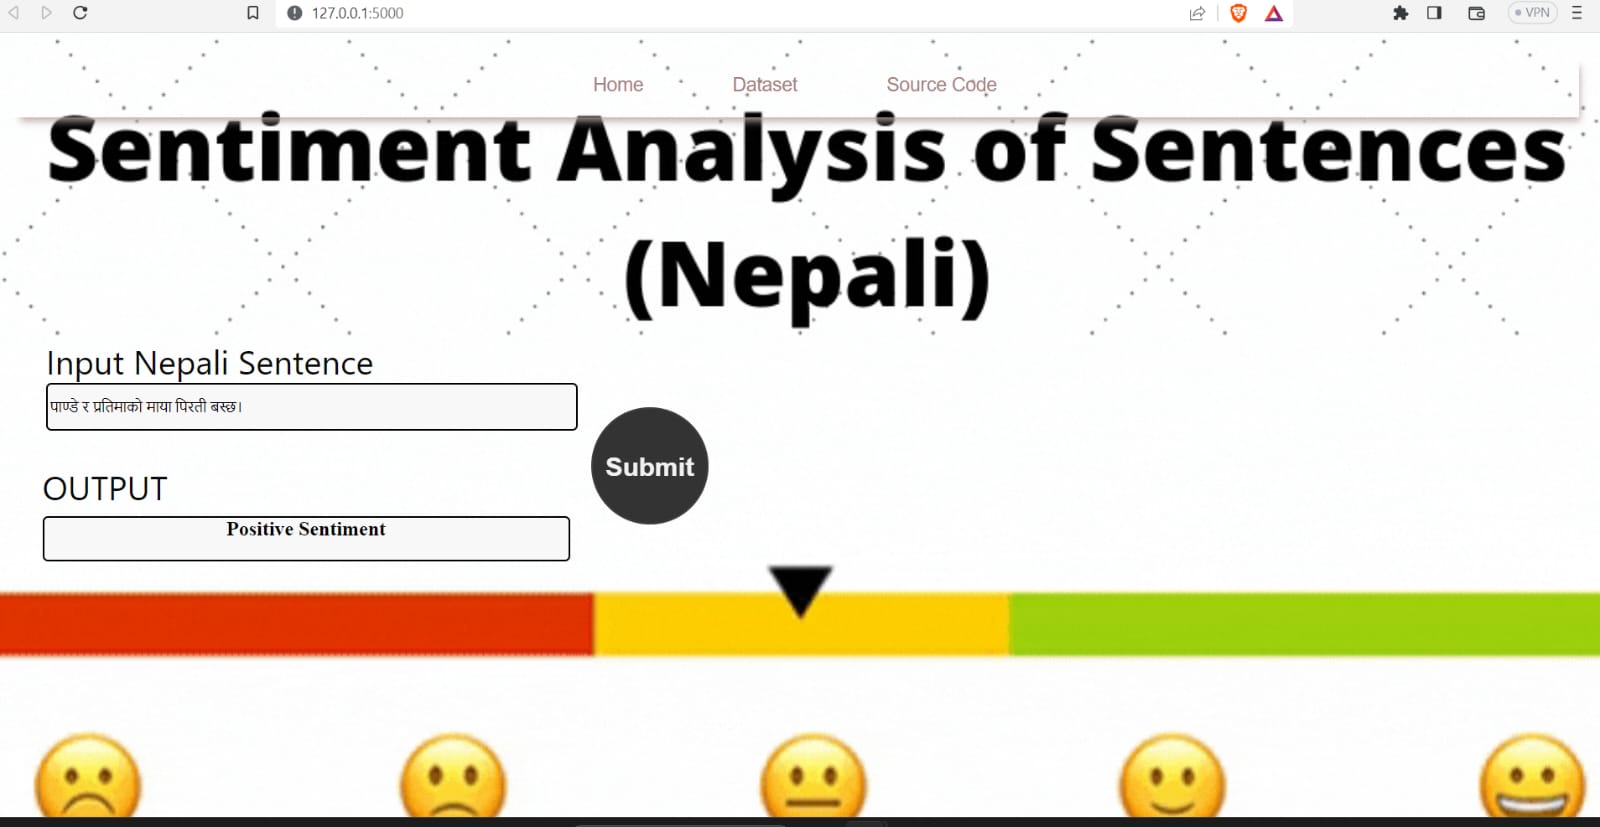 127.0.0.1:5000
VPN
Home Dataset Source Code
Sentiment Analysis of Sentences
(Nepali)
Input Nepali Sentence
पाण्डे र प्रतिमाको माया पिरती बस्छ।
Submit
OUTPUT
Positive Sentiment